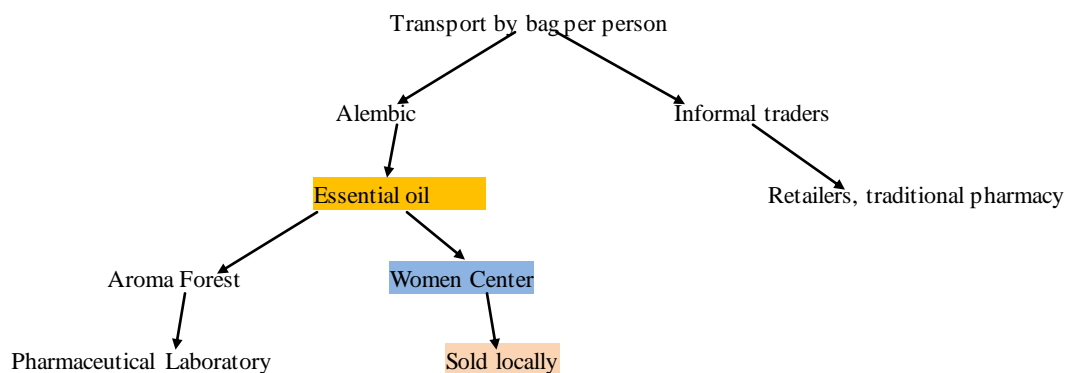 Transport by bag per person
Alembic
Informal traders
Essential oil
Retailers, traditional pharmacy
Aroma Forest
Women Center
Pharmaceutical Laboratory
Sold locally